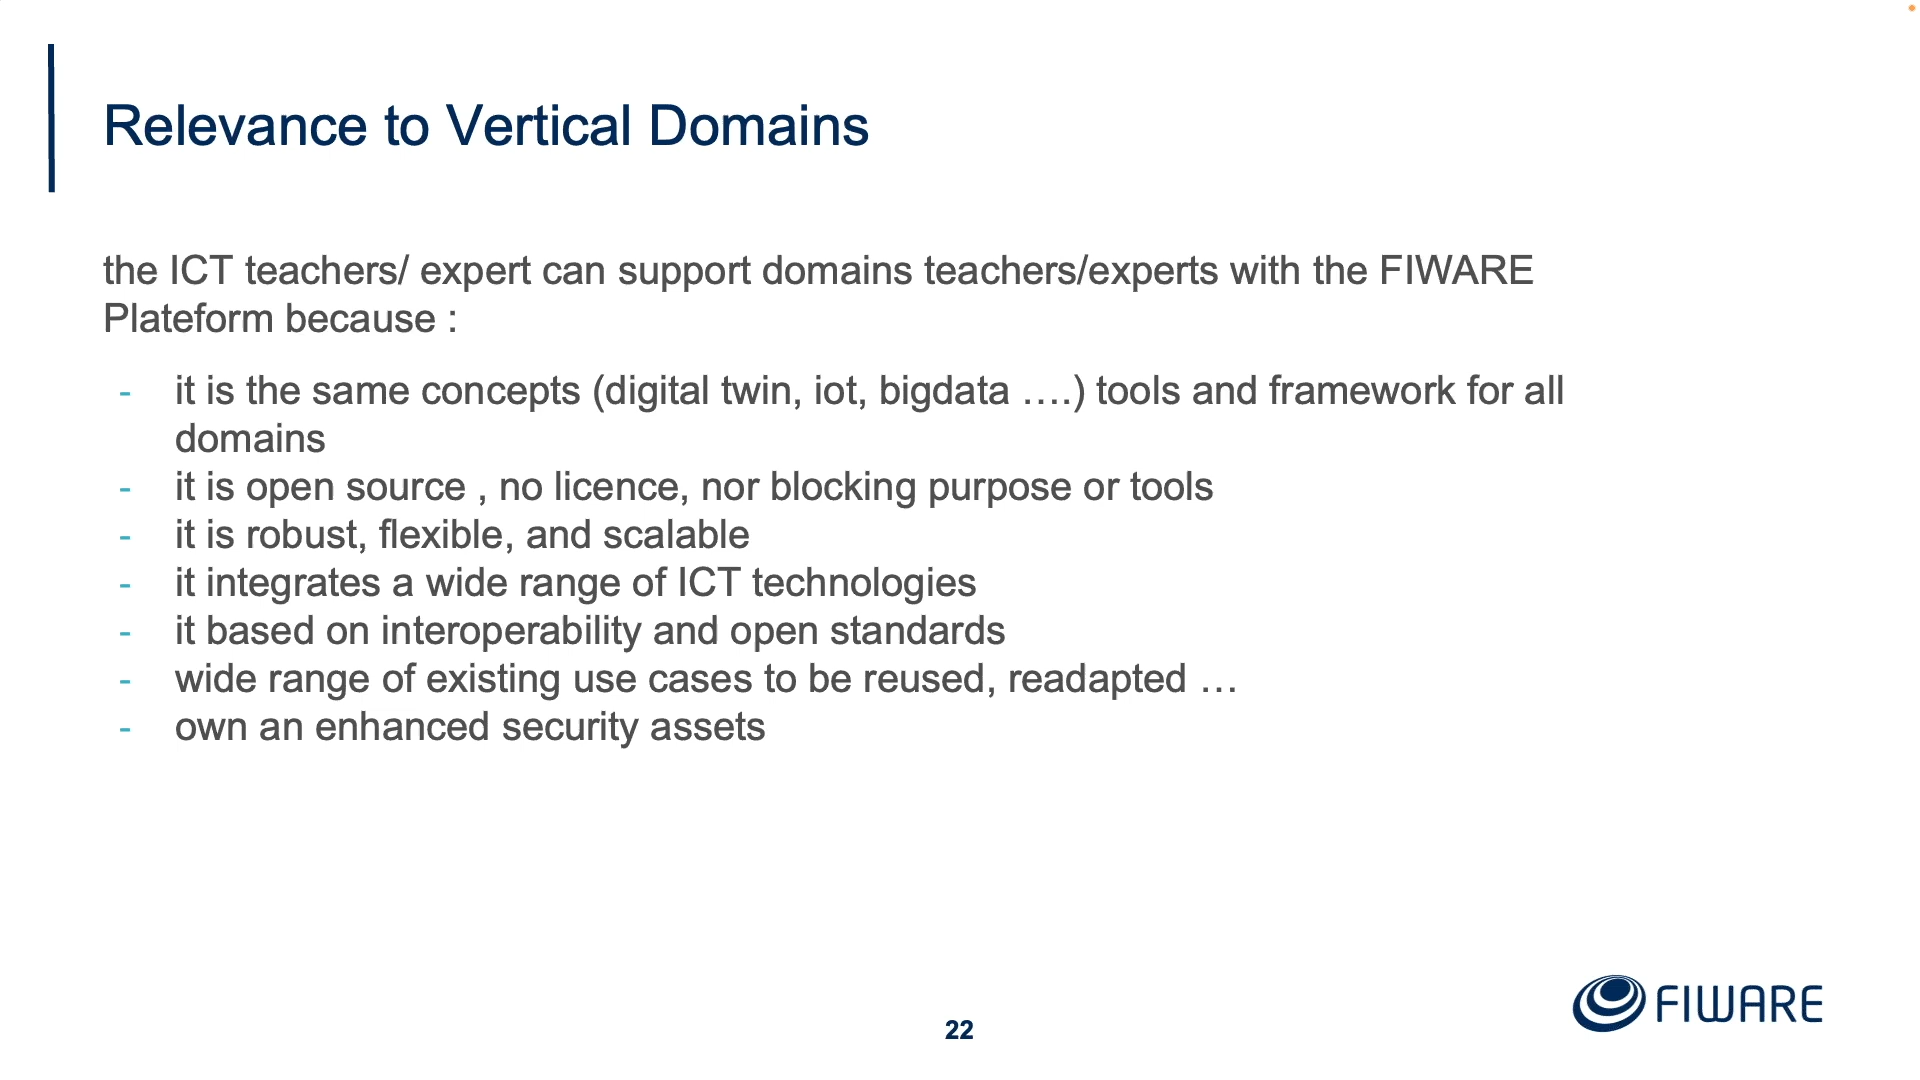 Relevance to Vertical Domains
the ICT teachers/ expert can support domains teachers/experts with the FIWARE
Plateform because :
- it is the same concepts (digital twin, iot, bigdata ….) tools and framework for all
domains
- it is open source , no licence, nor blocking purpose or tools
- it is robust, flexible, and scalable
- it integrates a wide range of ICT technologies
- it based on interoperability and open standards
- wide range of existing use cases to be reused, readapted …
- own an enhanced security assets
FIWARE
22